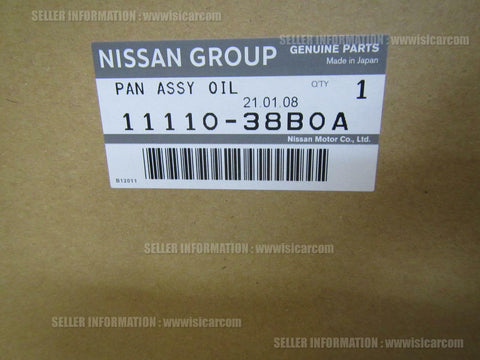 SELLER INFORMATION : wwwisicarcom
SELLER INFORMATION : wwwisicarcom
NISSAN GROUP
GENUINE PARTS
Made in Japan
PAN ASSY OIL
Q'TY
1
21.01.08
11110-38B0A
Nissan Motor Co., Ltd.
B12011
SELLER INFORMATION : wwwisicarcom
SELLER INFORMATION : wwwisicarcom
SELLER INFORMATION : wwwisicarcom